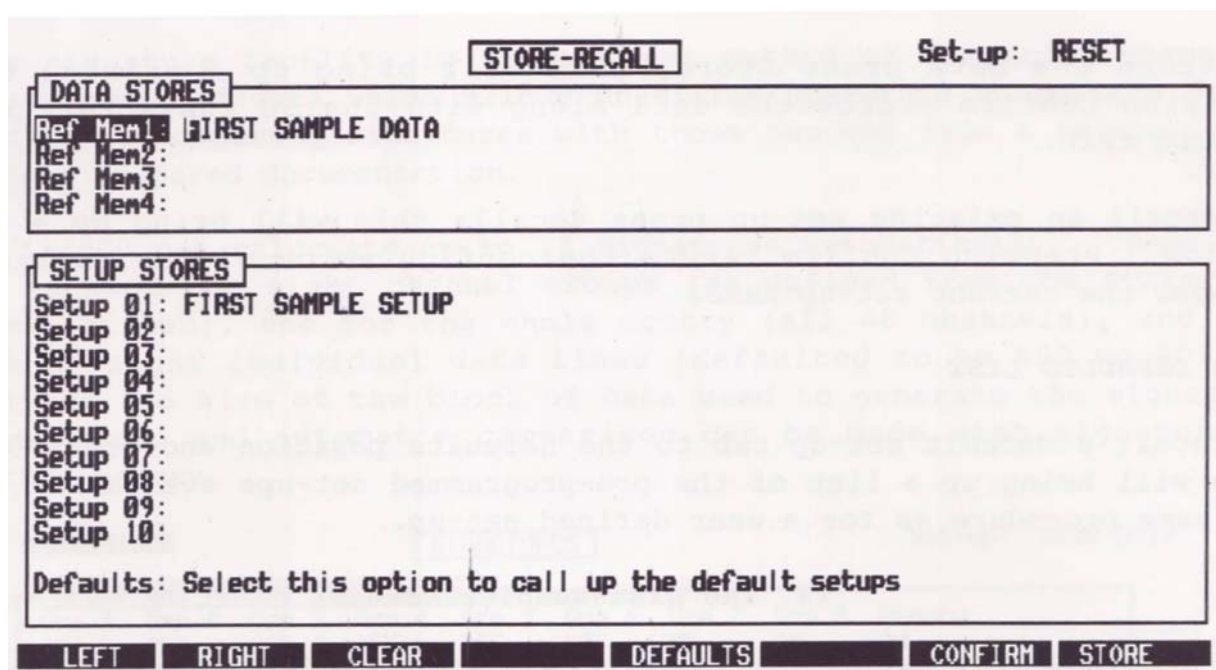 STORE-RECALL
Set-up: RESET
DATA STORES
Ref Mem1: FIRST SAMPLE DATA
Ref Mem2:
Ref Mem3:
Ref Mem4:
SETUP STORES
Setup 01: FIRST SAMPLE SETUP
Setup 02:
Setup 03:
Setup 04:
Setup 05:
Setup 06:
Setup 07:
Setup 08:
Setup 09:
Setup 10:
Defaults: Select this option to call up the default setups
LEFT RIGHT CLEAR DEFAULTS CONFIRM STORE